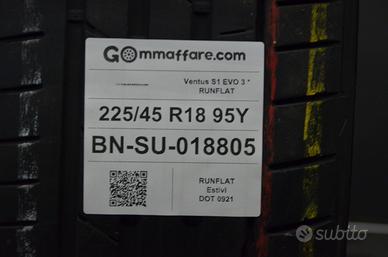 GOmmaffare.com
Ventus S1 EVO 3 *
RUNFLAT
225/45 R18 95Y
BN-SU-018805
RUNFLAT
Estivi
DOT 0921
subito